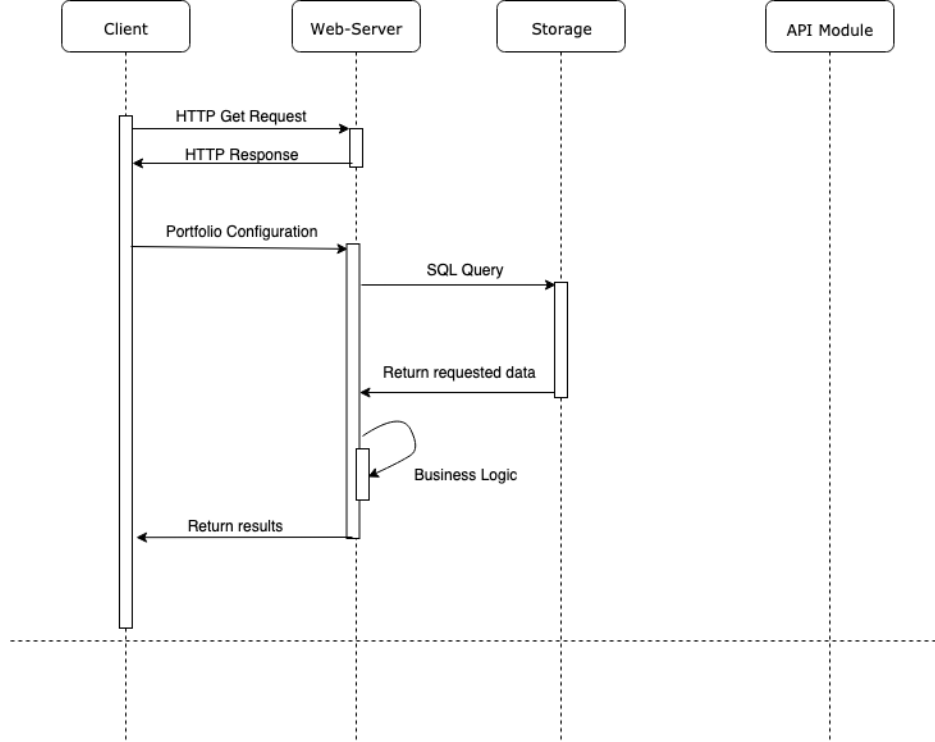 Client
Web-Server
Storage
API Module
HTTP Get Request
HTTP Response
Portfolio Configuration
SQL Query
Return requested data
Business Logic
Return results